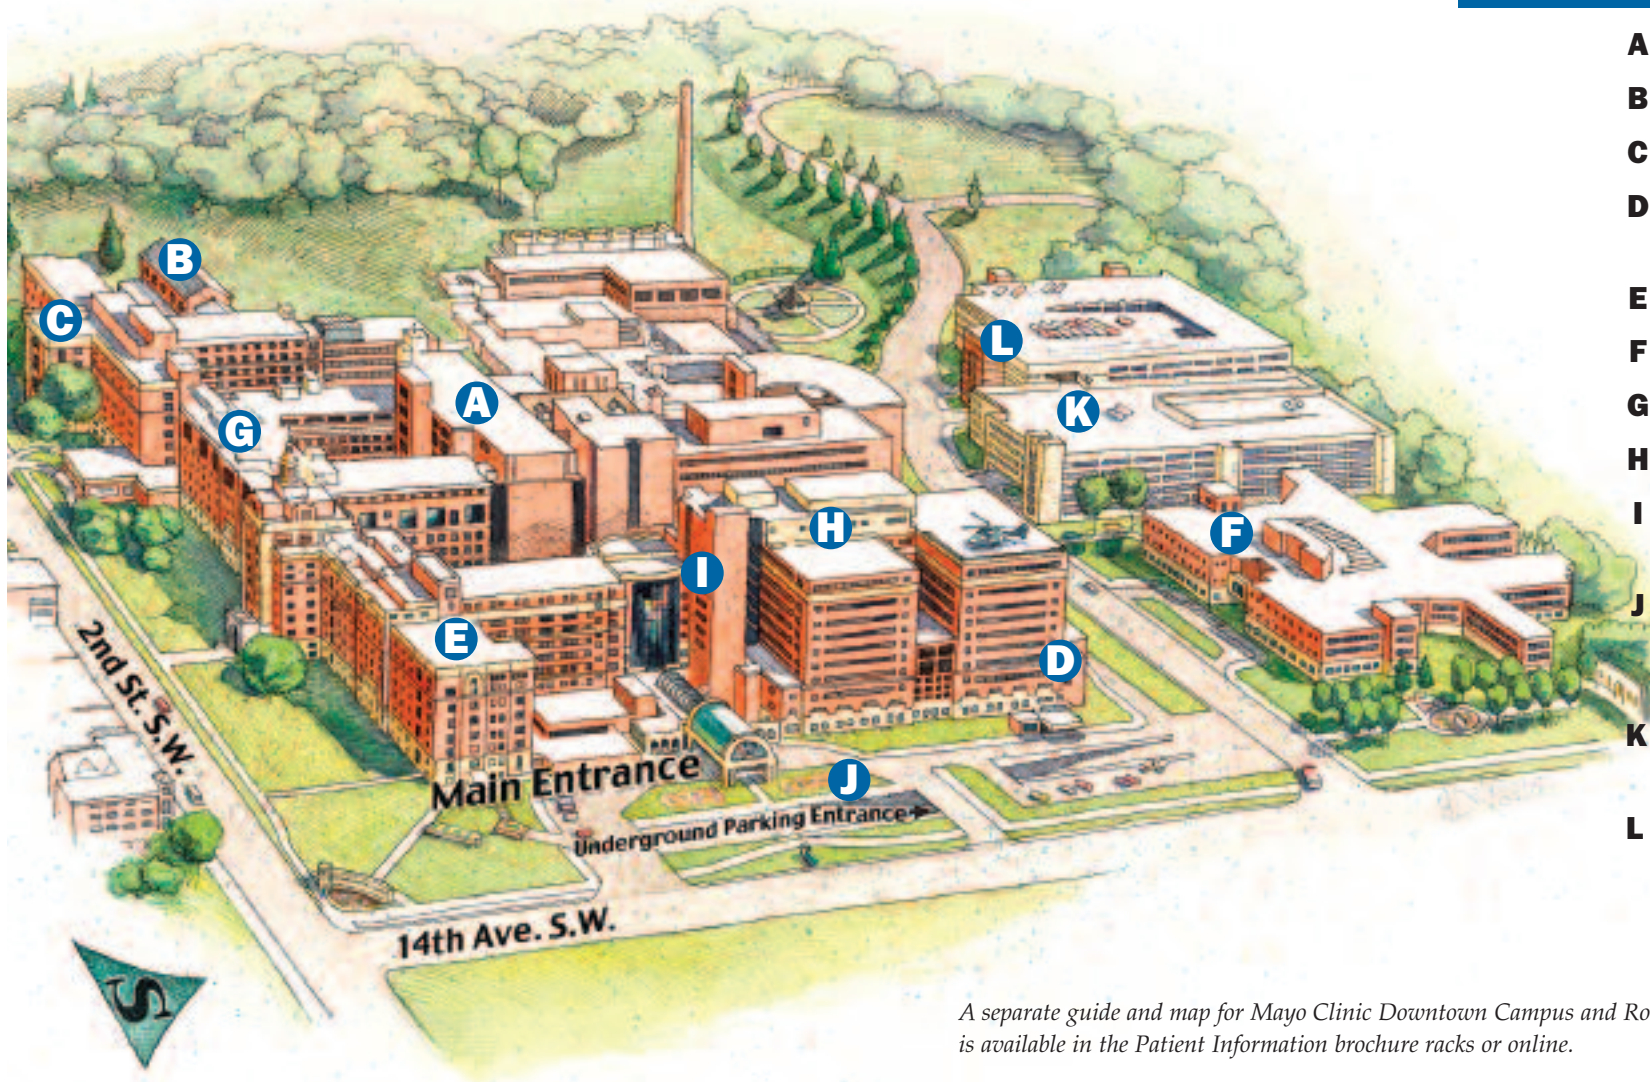 A
B
C
D
E
F
G
H
I
J
K
L
B
C
L
A
K
G
H
F
I
E
D
2nd St. S.W.
Main Entrance
J
Underground Parking Entrance
14th Ave. S.W.
S
A separate guide and map for Mayo Clinic Downtown Campus and Ro
is available in the Patient Information brochure racks or online.